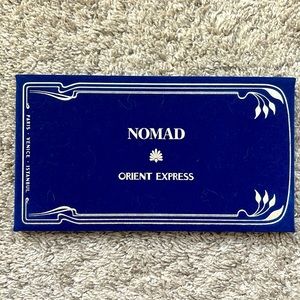 NOMAD
ORIENT EXPRESS
PARIS - VENICE - ISTANBUL